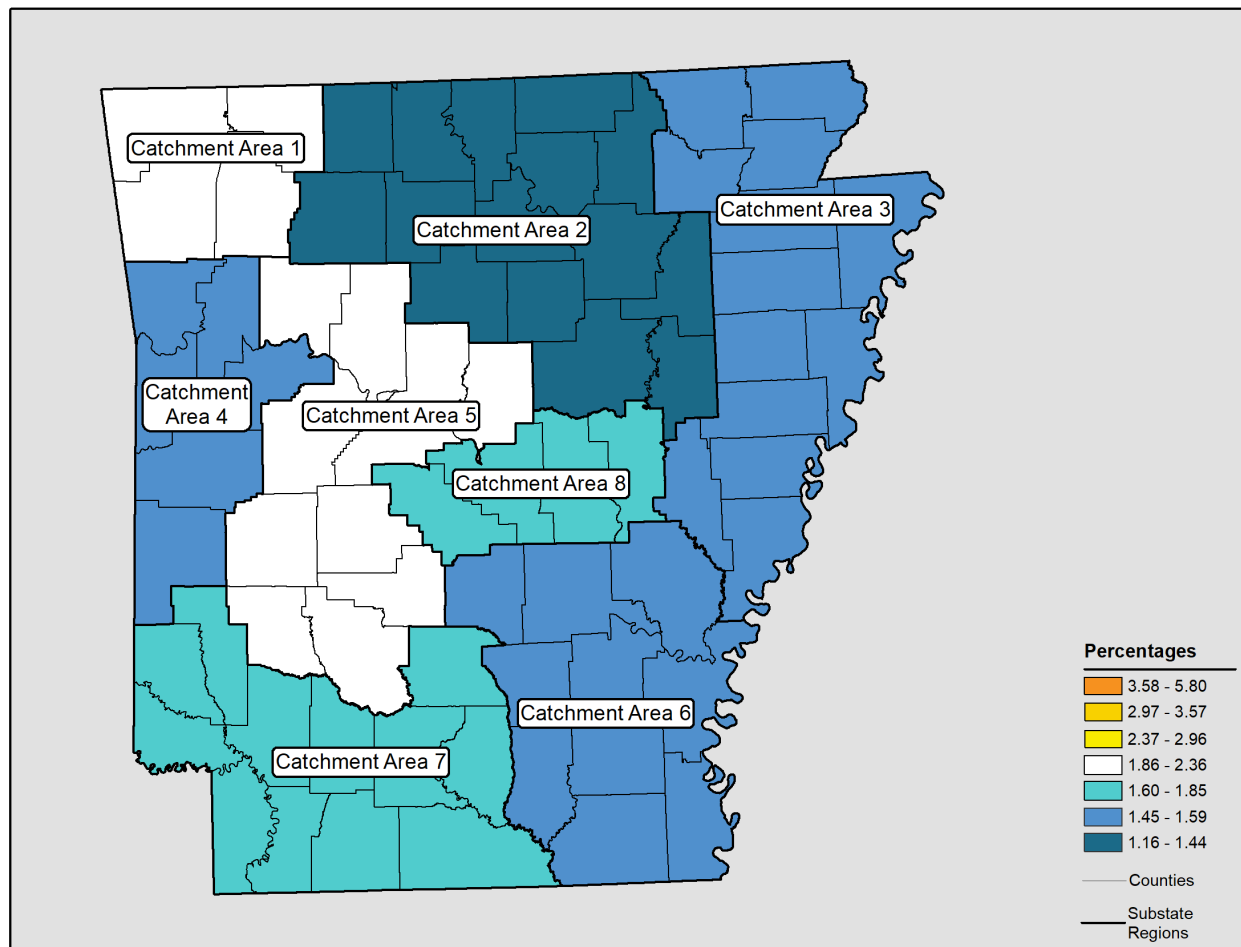 Catchment Area 1
Catchment Area 3
Catchment Area 2
Catchment
Area 4
Catchment Area 5
Catchment Area 8
Catchment Area 6
Catchment Area 7
Percentages
3.58 - 5.80
2.97 - 3.57
2.37 - 2.96
1.86 - 2.36
1.60 - 1.85
1.45 - 1.59
1.16 - 1.44
Counties
Substate
Regions